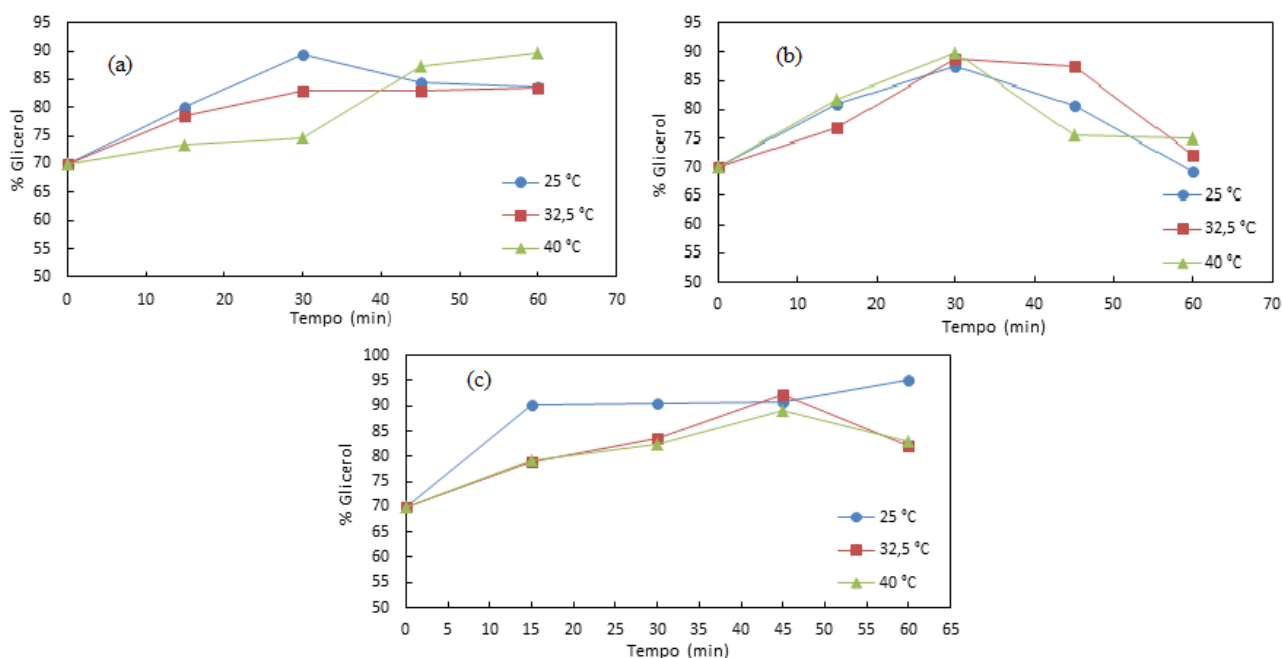 95
90
85
80
75
70
65
60
55
50
% Glicerol
(a)
25 °C
32,5 °C
40 °C
0 10 20 30 40 50 60 70
Tempo (min)
95
90
85
80
75
70
65
60
55
50
% Glicerol
(b)
25 °C
32,5 °C
40 °C
0 10 20 30 40 50 60 70
Tempo (min)
100
95
90
85
80
75
70
65
60
55
50
% Glicerol
(c)
25 °C
32,5 °C
40 °C
0 5 10 15 20 25 30 35 40 45 50 55 60 65
Tempo (min)